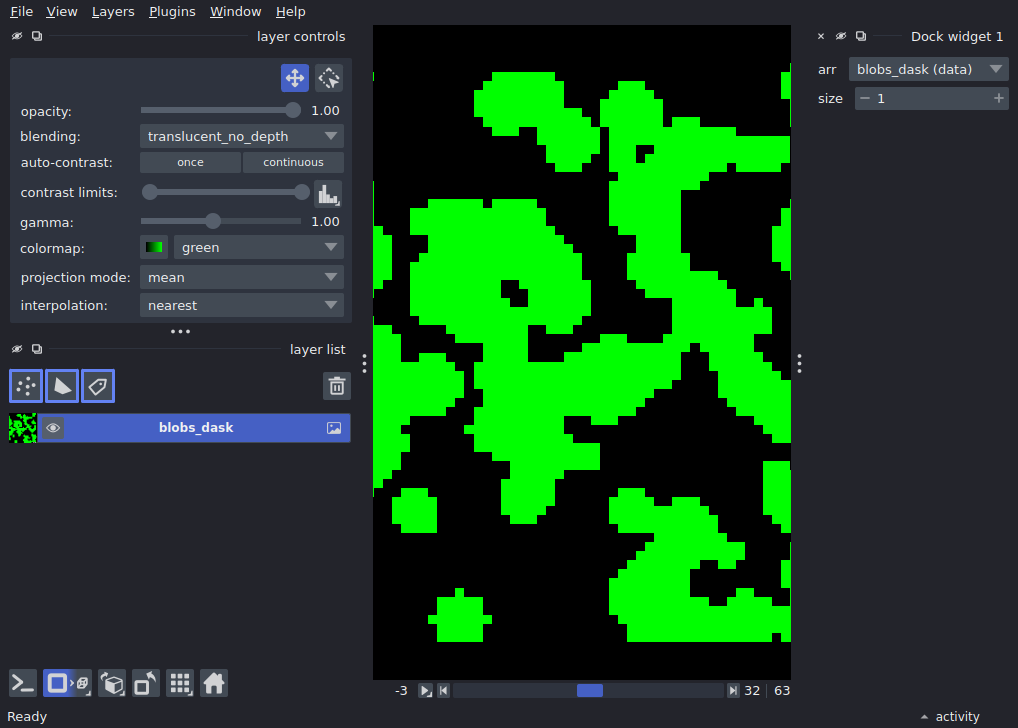 File View Layers Plugins Window Help
layer controls
opacity: 1.00
blending: translucent_no_depth
auto-contrast: once continuous
contrast limits:
gamma: 1.00
colormap: green
projection mode: mean
interpolation: nearest
layer list
blobs_dask
-3 32 63
Dock widget 1
arr blobs_dask (data)
size 1
Ready
activity